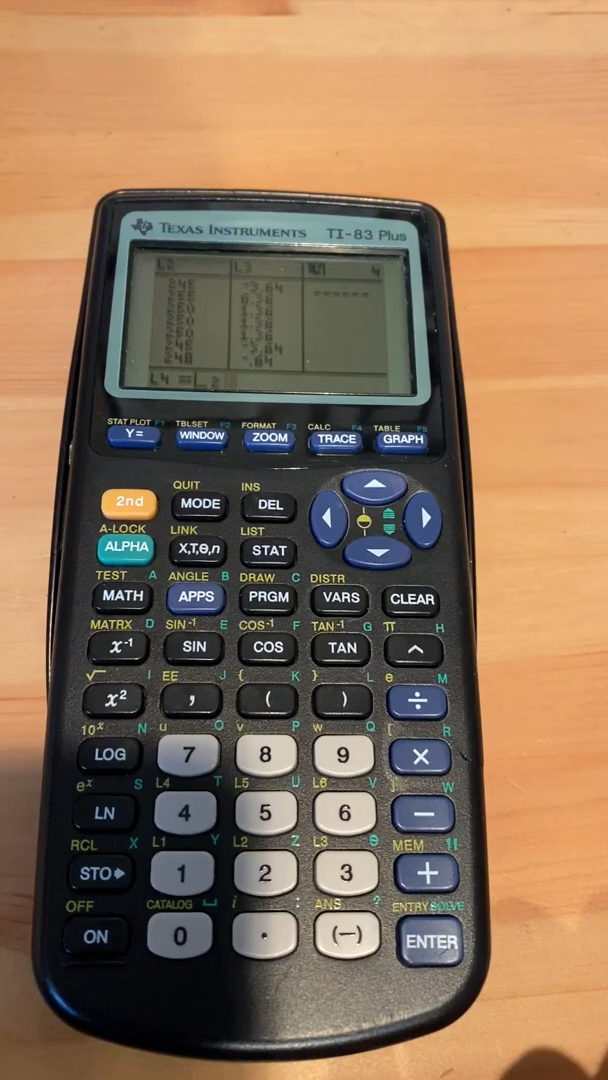 TEXAS INSTRUMENTS TI-83 Plus
L2 L3 4
L4 =
STAT PLOT F1 TBLSET F2 FORMAT F3 CALC F4 TABLE F5
Y= WINDOW ZOOM TRACE GRAPH
QUIT INS
2nd MODE DEL
A-LOCK LINK LIST
ALPHA X,T,θ,n STAT
TEST A ANGLE B DRAW C DISTR
MATH APPS PRGM VARS CLEAR
MATRX D SIN⁻¹ E COS⁻¹ F TAN⁻¹ G π H
x⁻¹ SIN COS TAN ^
√ I EE J { K } L e M
x² , ( ) ÷
10ˣ N u O v P w Q [ R
LOG 7 8 9 ×
eˣ S L4 T L5 U L6 V ] W
LN 4 5 6 −
RCL X L1 Y L2 Z L3 θ MEM "
STO► 1 2 3 +
OFF CATALOG ⎵ i : ANS ? ENTRY SOLVE
ON 0 . (−) ENTER